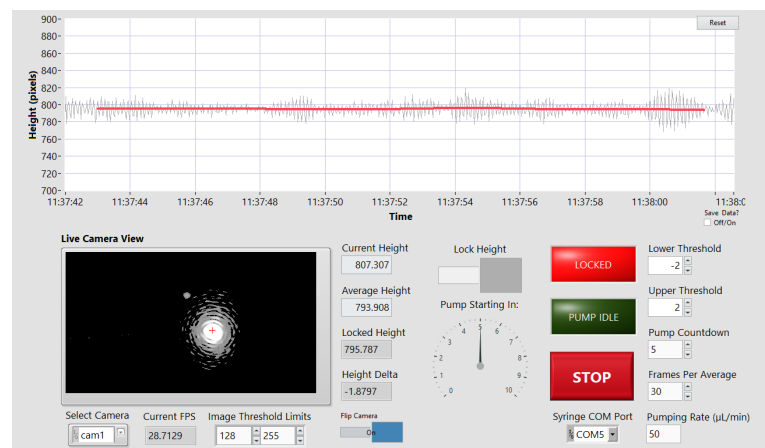 900-
Reset
880-
860-
840-
820-
800-
780-
760-
740-
720-
700-
Height (pixels)
11:37:42 11:37:44 11:37:46 11:37:48 11:37:50 11:37:52 11:37:54 11:37:56 11:37:58 11:38:00 11:38:0
Time
Save Data?
Off/On
Live Camera View
Current Height
807.307
Average Height
793.908
Locked Height
795.787
Height Delta
-1.8797
Lock Height
Pump Starting In:
0 1 2 3 4 5 6 7 8 9 10
LOCKED
PUMP IDLE
STOP
Lower Threshold
-2
Upper Threshold
2
Pump Countdown
5
Frames Per Average
30
Select Camera
cam1
Current FPS
28.7129
Image Threshold Limits
128 255
Flip Camera
On
Syringe COM Port
COM5
Pumping Rate (µL/min)
50